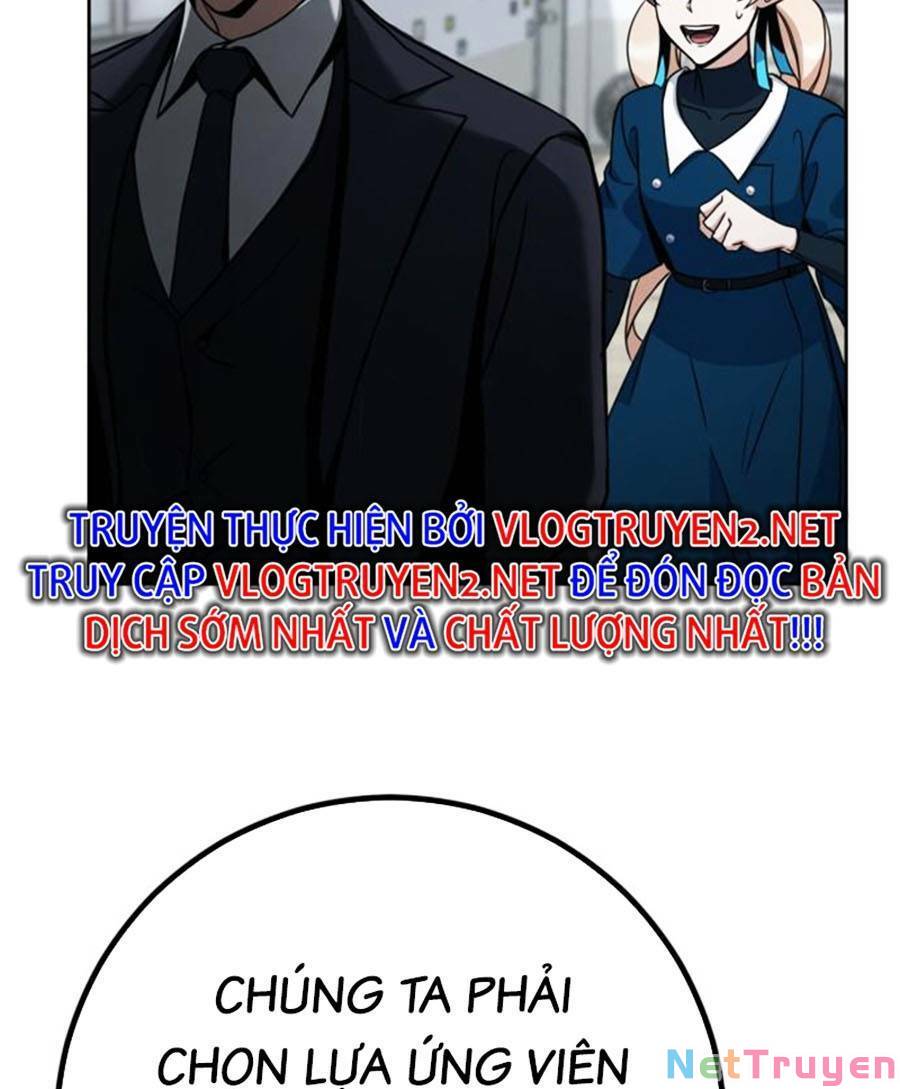 TRUYỆN THỰC HIỆN BỞI VLOGTRUYEN2.NET
TRUY CẬP VLOGTRUYEN2.NET ĐỂ ĐÓN ĐỌC BẢN
DỊCH SỚM NHẤT VÀ CHẤT LƯỢNG NHẤT!!!
CHÚNG TA PHẢI
CHỌN LỰA ỨNG VIÊN
NetTruyen